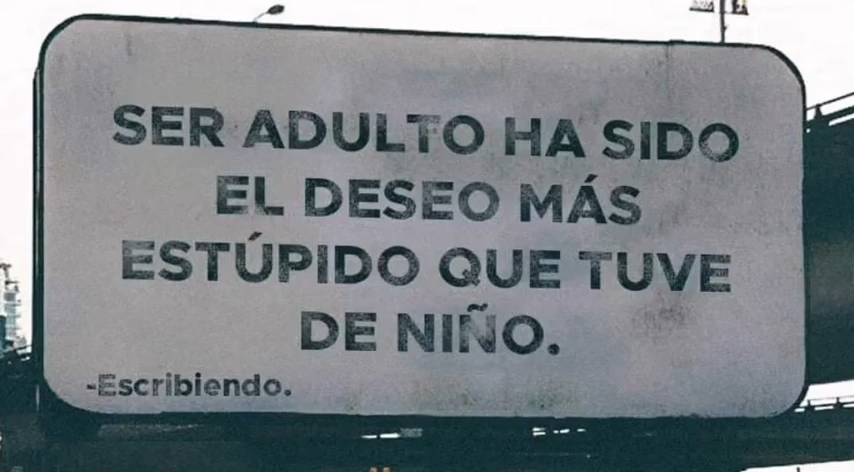 SER ADULTO HA SIDO
EL DESEO MÁS
ESTÚPIDO QUE TUVE
DE NIÑO.
-Escribiendo.